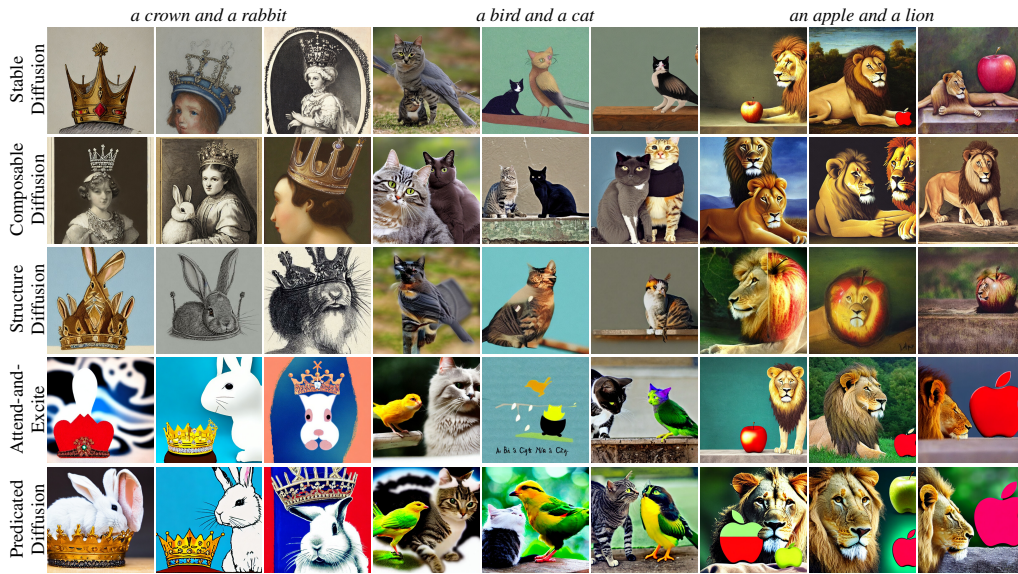 a crown and a rabbit
a bird and a cat
an apple and a lion
Stable
Diffusion
Composable
Diffusion
Structure
Diffusion
Attend-and-
Excite
Predicated
Diffusion